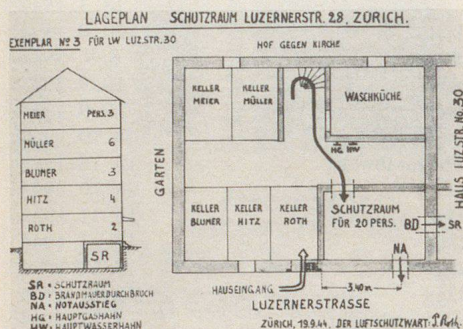 LAGEPLAN SCHUTZRAUM LUZERNERSTR. 28, ZÜRICH.
EXEMPLAR No 3 FÜR LW LUZ.STR.30
HOF GEGEN KIRCHE
MEIER PERS. 3
MÜLLER 6
BLUMER 3
HITZ 4
ROTH 2
SR
GARTEN
KELLER MEIER
KELLER MÜLLER
WASCHKÜCHE
HG HW
KELLER BLUMER
KELLER HITZ
KELLER ROTH
SCHUTZRAUM
FÜR 20 PERS.
BD SR
NA
HAUS LUZ.STR. No 30
HAUSEINGANG
3.40 m
LUZERNERSTRASSE
SR = SCHUTZRAUM
BD = BRANDMAUERDURCHBRUCH
NA = NOTAUSSTIEG
HG = HAUPTGASHAHN
HW = HAUPTWASSERHAHN
ZÜRICH, 19.9.44. DER LUFTSCHUTZWART: P. Roth.